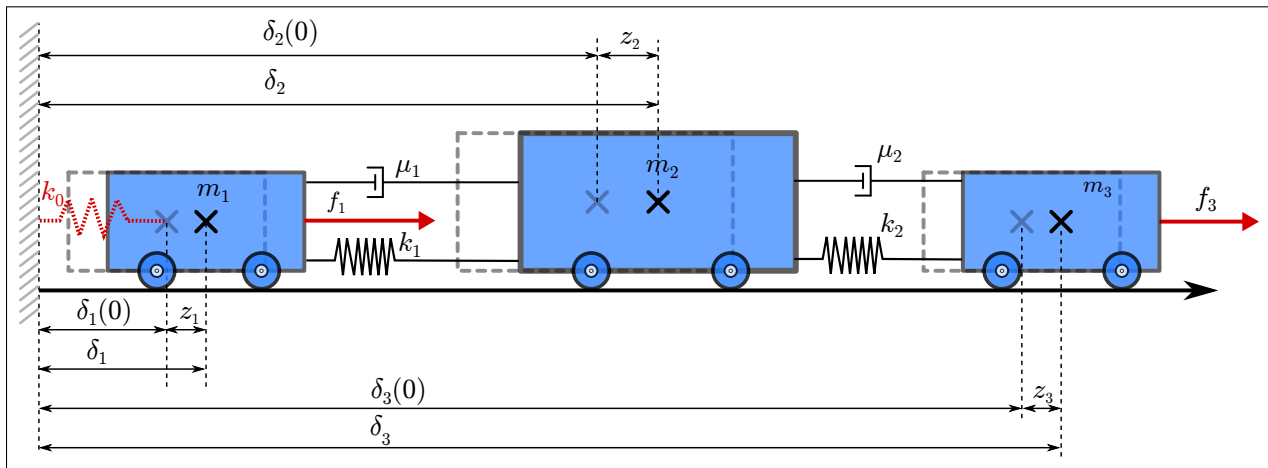 δ₂(0)
z₂
δ₂
μ₁
μ₂
k₀
m₁
f₁
m₂
m₃
f₃
k₁
k₂
δ₁(0)
z₁
δ₁
δ₃(0)
z₃
δ₃